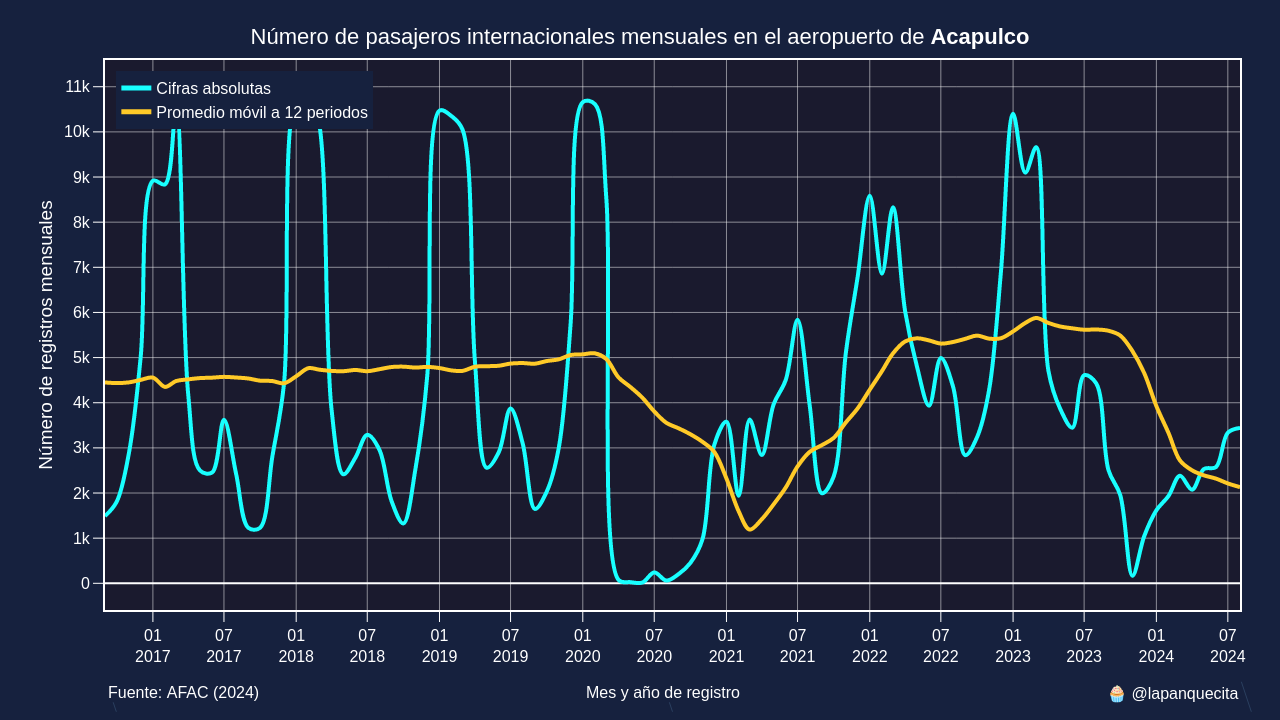 Número de pasajeros internacionales mensuales en el aeropuerto de Acapulco
Cifras absolutas
Promedio móvil a 12 periodos
Número de registros mensuales
11k
10k
9k
8k
7k
6k
5k
4k
3k
2k
1k
0
01 07 01 07 01 07 01 07 01 07 01 07 01 07 01 07
2017 2017 2018 2018 2019 2019 2020 2020 2021 2021 2022 2022 2023 2023 2024 2024
Fuente: AFAC (2024) Mes y año de registro 🧁 @lapanquecita